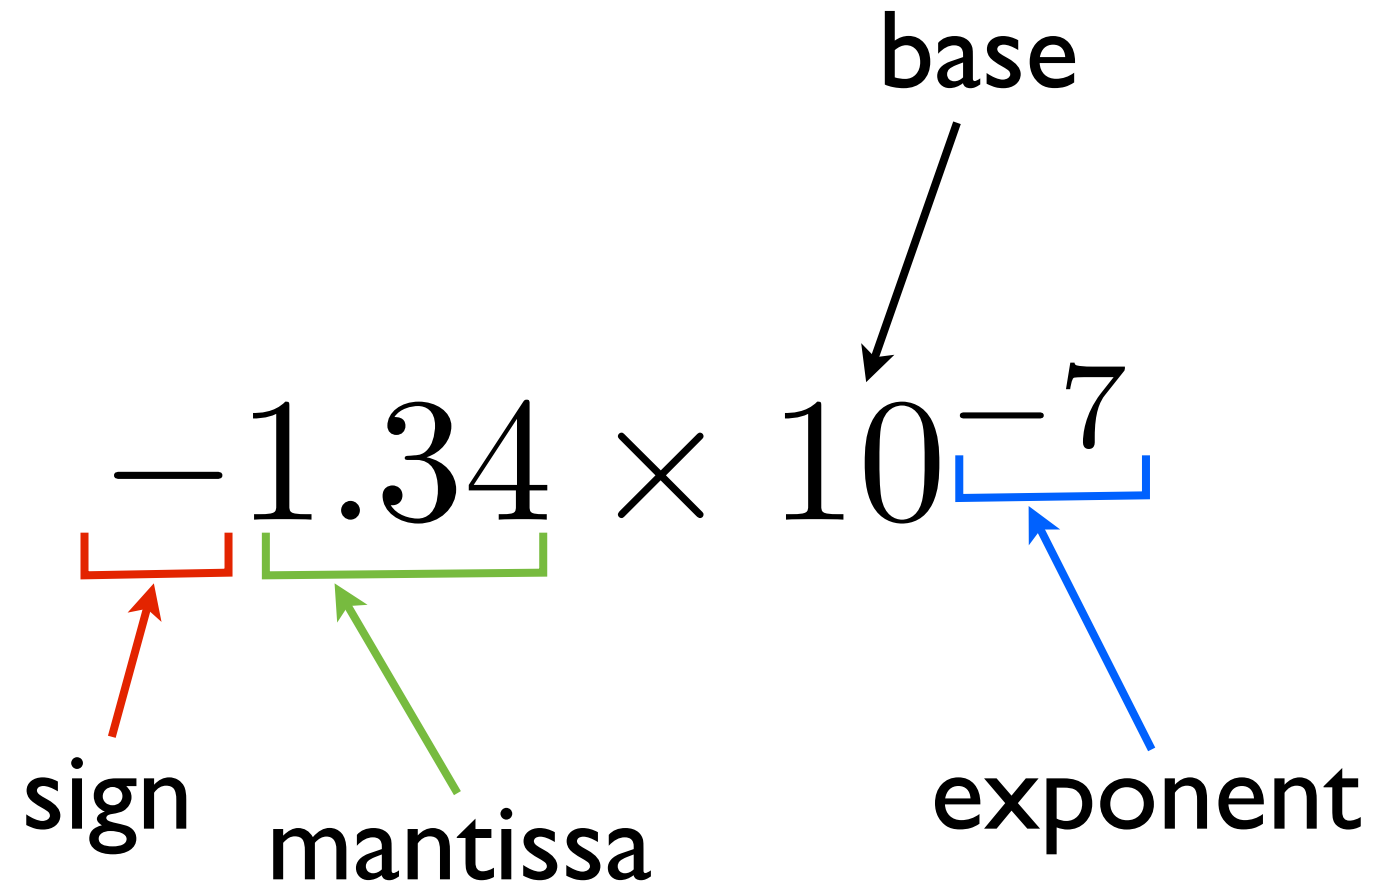 base
−1.34 × 10⁻⁷
sign
mantissa
exponent